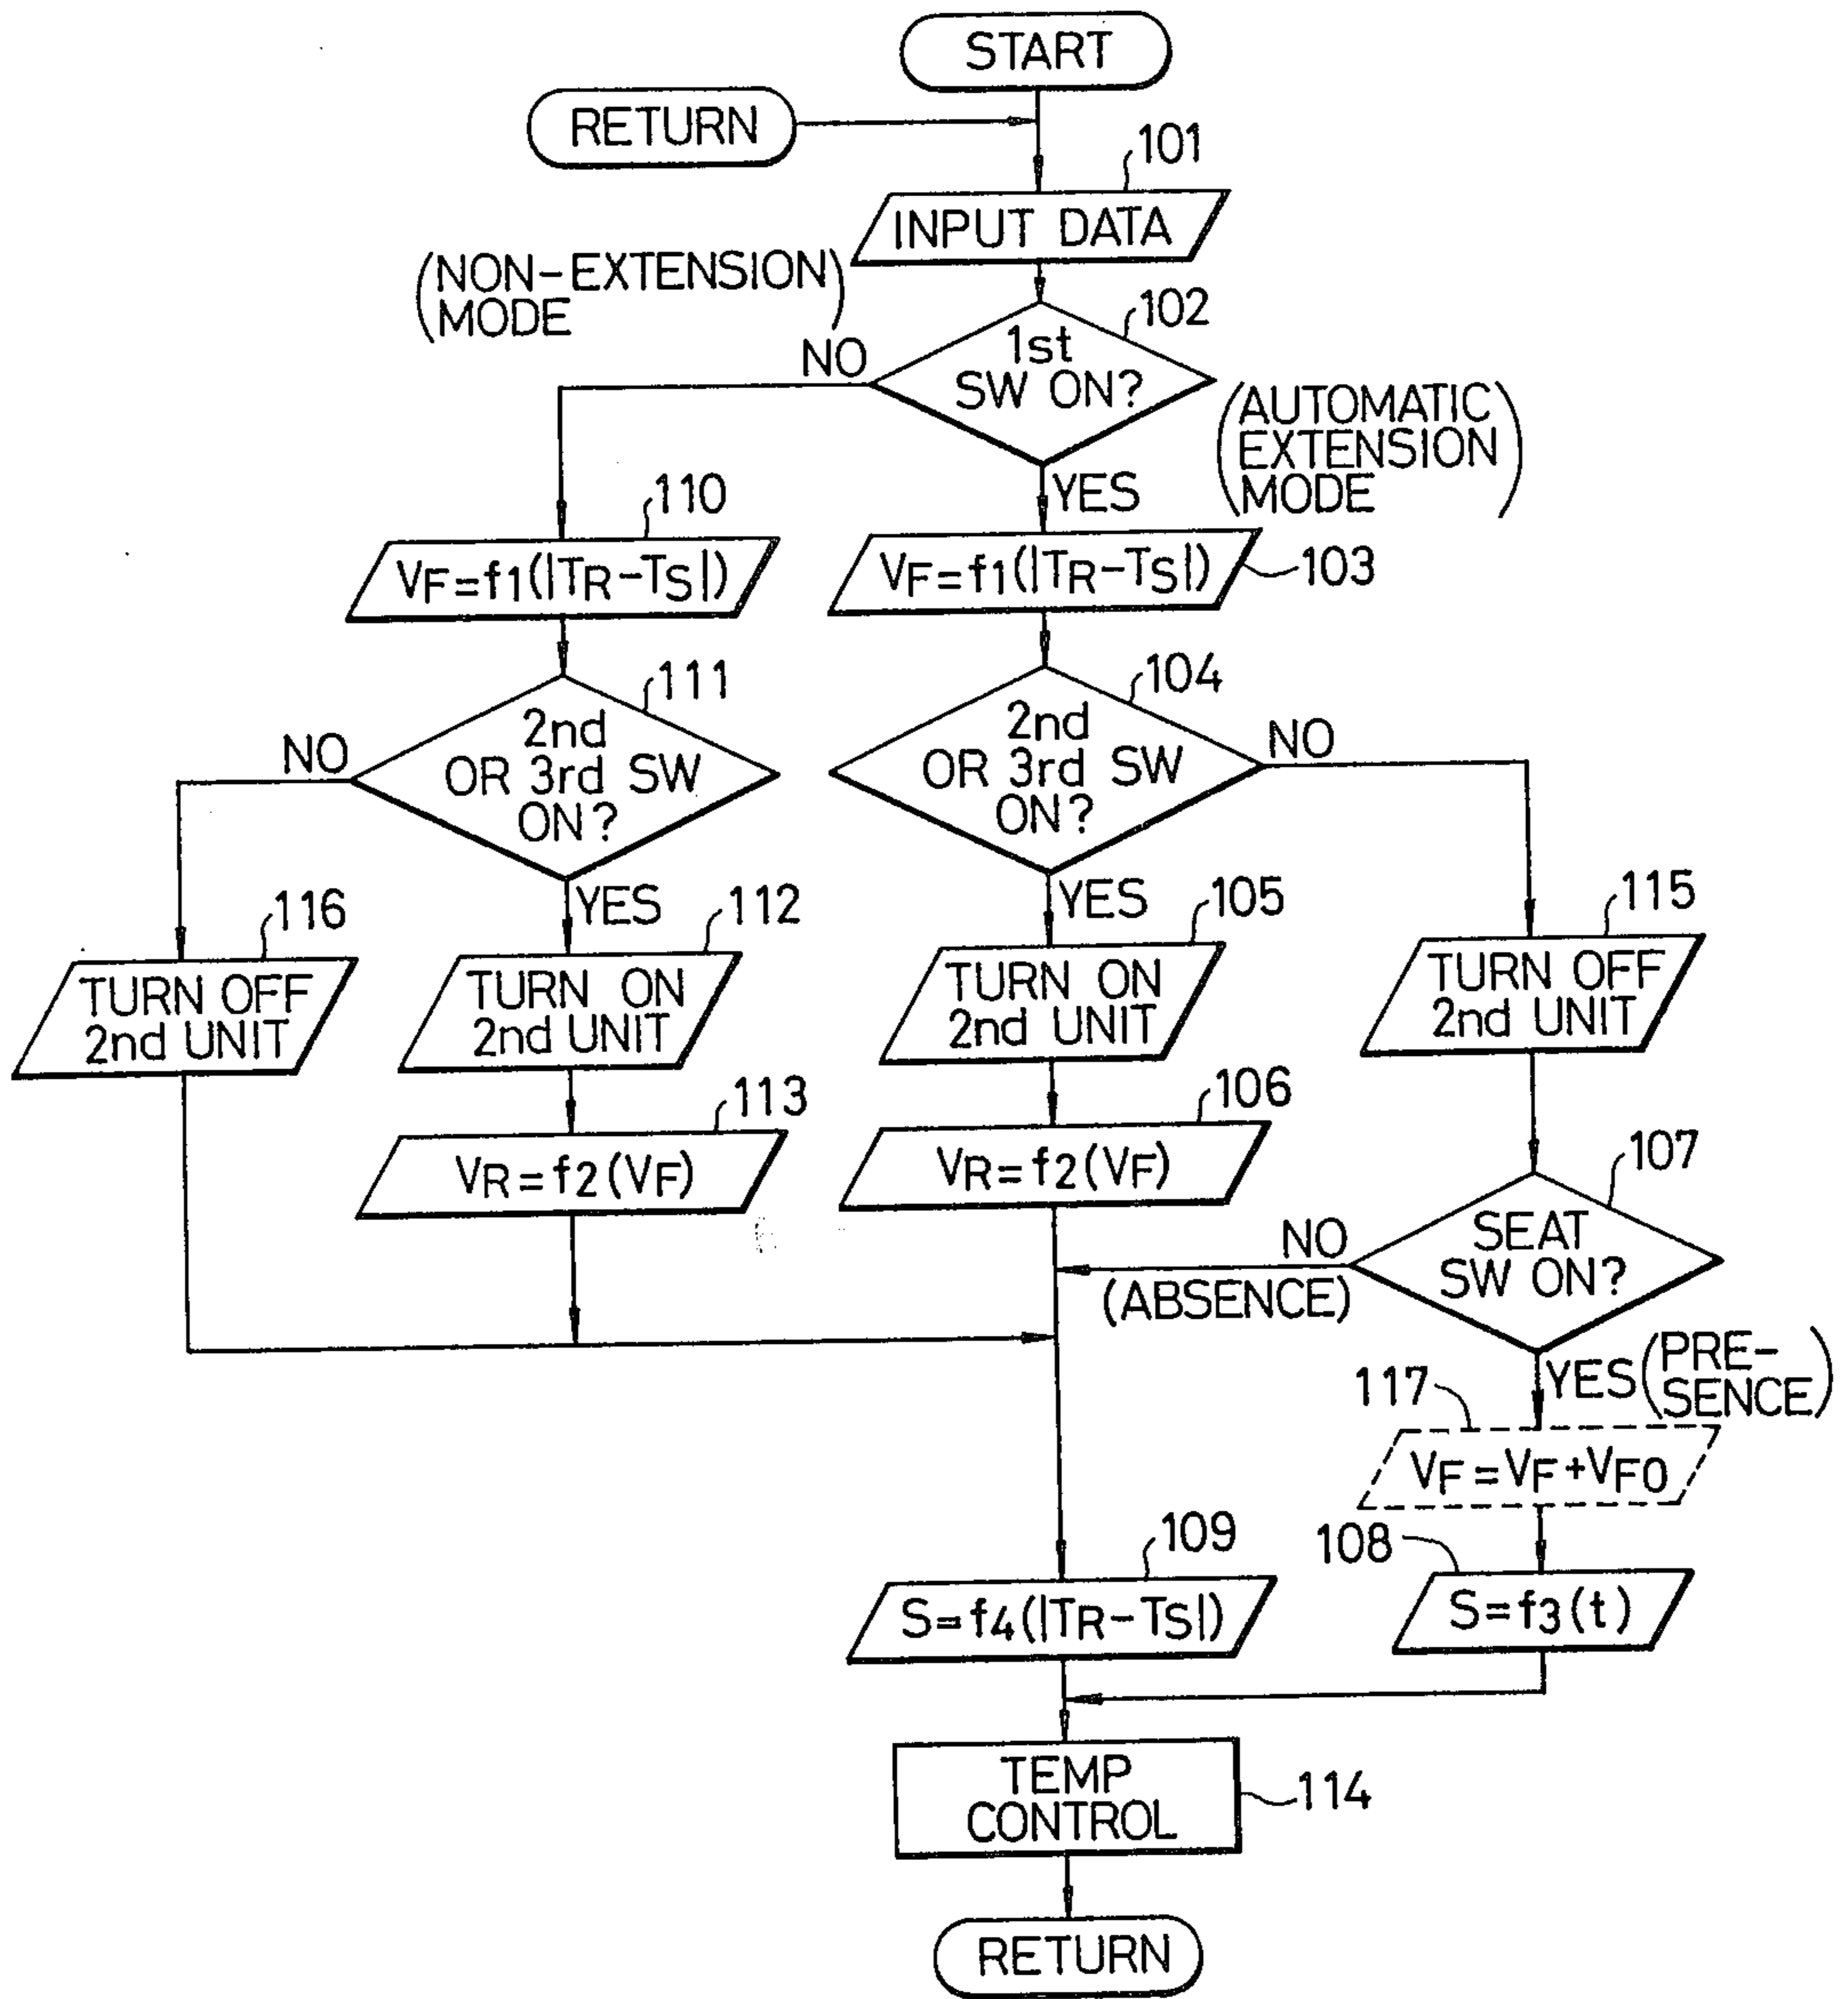 START
RETURN
101
INPUT DATA
(NON-EXTENSION
MODE)
102
1st
SW ON?
NO
(AUTOMATIC
EXTENSION
MODE)
YES
110
VF=f1(|TR-TS|)
VF=f1(|TR-TS|)
103
111
2nd
OR 3rd SW
ON?
NO
104
2nd
OR 3rd SW
ON?
NO
YES
YES
116
TURN OFF
2nd UNIT
112
TURN ON
2nd UNIT
105
TURN ON
2nd UNIT
115
TURN OFF
2nd UNIT
113
VR=f2(VF)
106
VR=f2(VF)
107
SEAT
SW ON?
NO
(ABSENCE)
YES
(PRE-
SENCE)
117
VF=VF+VFO
109
S=f4(|TR-TS|)
108
S=f3(t)
TEMP
CONTROL
114
RETURN